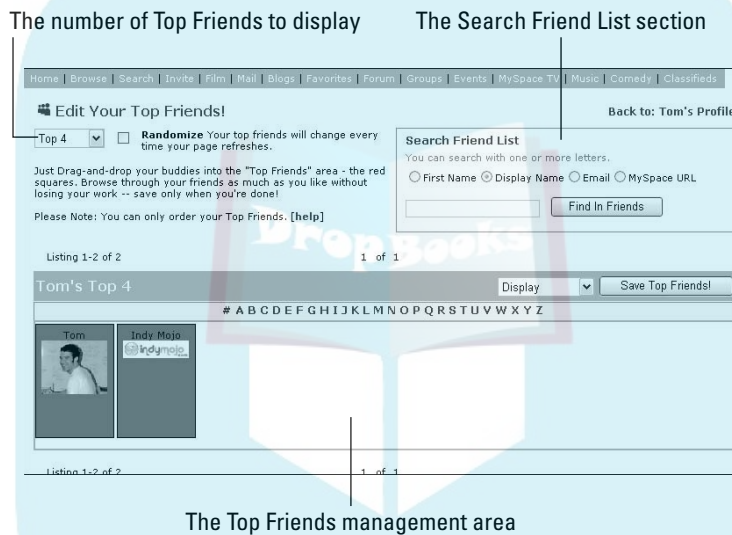 The number of Top Friends to display
The Search Friend List section
Home | Browse | Search | Invite | Film | Mail | Blogs | Favorites | Forum | Groups | Events | MySpace TV | Music | Comedy | Classifieds
Edit Your Top Friends!
Back to: Tom's Profile
Top 4
Randomize Your top friends will change every
time your page refreshes.
Just Drag-and-drop your buddies into the "Top Friends" area - the red
squares. Browse through your friends as much as you like without
losing your work -- save only when you're done!
Please Note: You can only order your Top Friends. [help]
Search Friend List
You can search with one or more letters.
First Name Display Name Email MySpace URL
Find In Friends
DropBooks
Listing 1-2 of 2
1 of 1
Tom's Top 4
Display
Save Top Friends!
# A B C D E F G H I J K L M N O P Q R S T U V W X Y Z
Tom
Indy Mojo
indymojo
Listing 1-2 of 2
1 of 1
The Top Friends management area